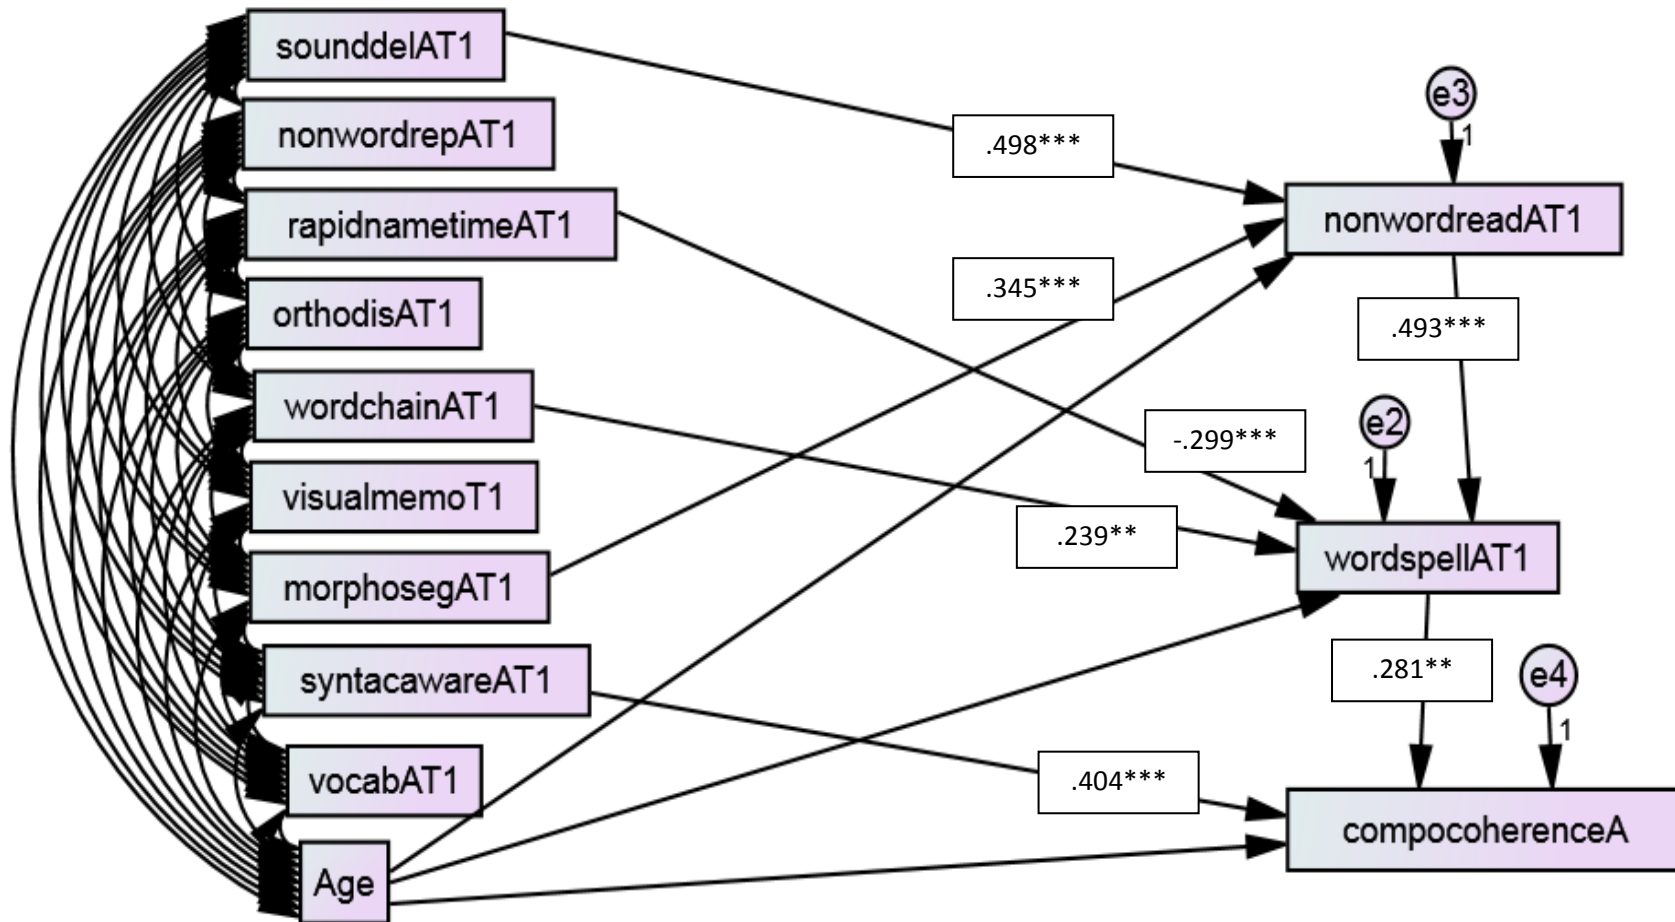 sounddelAT1
nonwordrepAT1
rapidnametimeAT1
orthodisAT1
wordchainAT1
visualmemoT1
morphosegAT1
syntacawareAT1
vocabAT1
Age
.498***
.345***
-.299***
.239**
.404***
e3
1
nonwordreadAT1
.493***
e2
1
wordspellAT1
.281**
e4
1
compocoherenceA